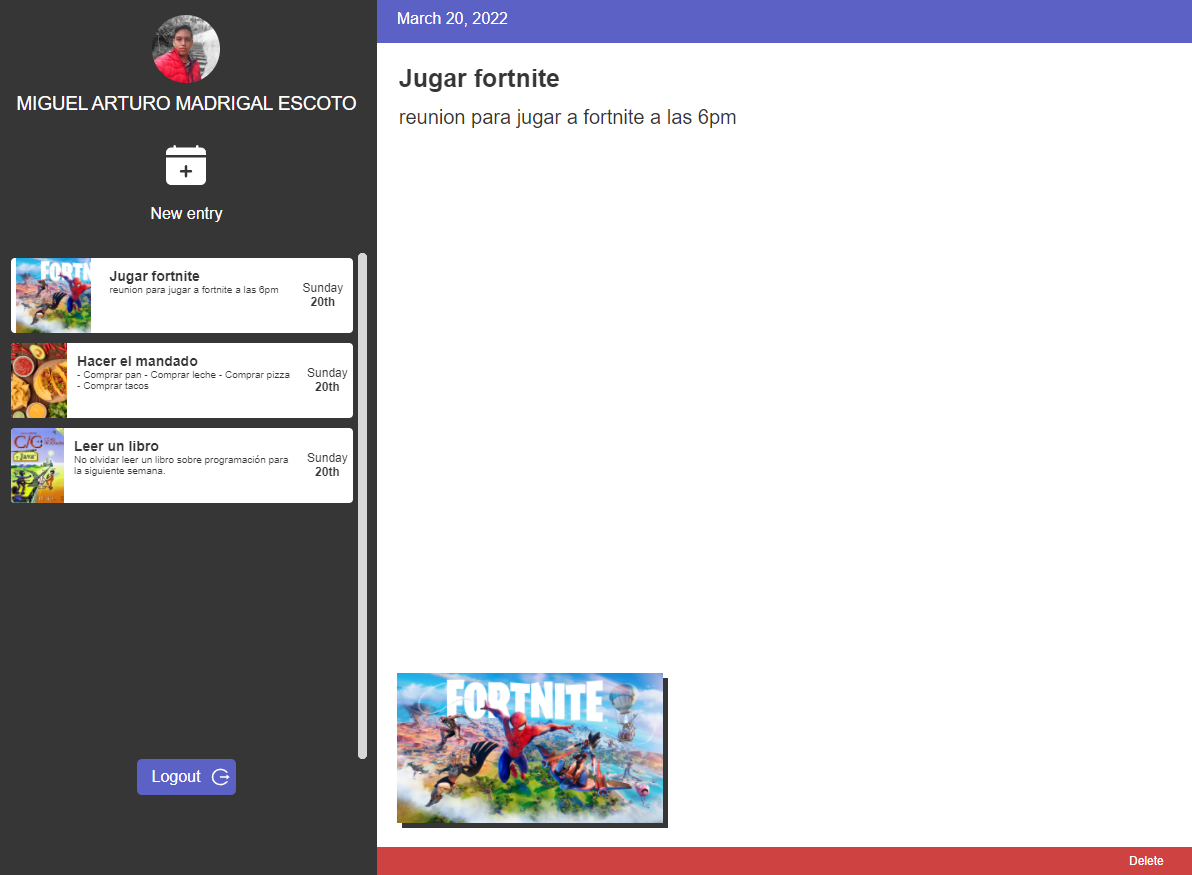 MIGUEL ARTURO MADRIGAL ESCOTO
New entry
FORTN
Jugar fortnite
reunion para jugar a fortnite a las 6pm
Sunday
20th
Hacer el mandado
- Comprar pan - Comprar leche - Comprar pizza
- Comprar tacos
Sunday
20th
C/C
Java
Leer un libro
No olvidar leer un libro sobre programación para
la siguiente semana.
Sunday
20th
Logout
March 20, 2022
Jugar fortnite
reunion para jugar a fortnite a las 6pm
FORTNITE
Delete